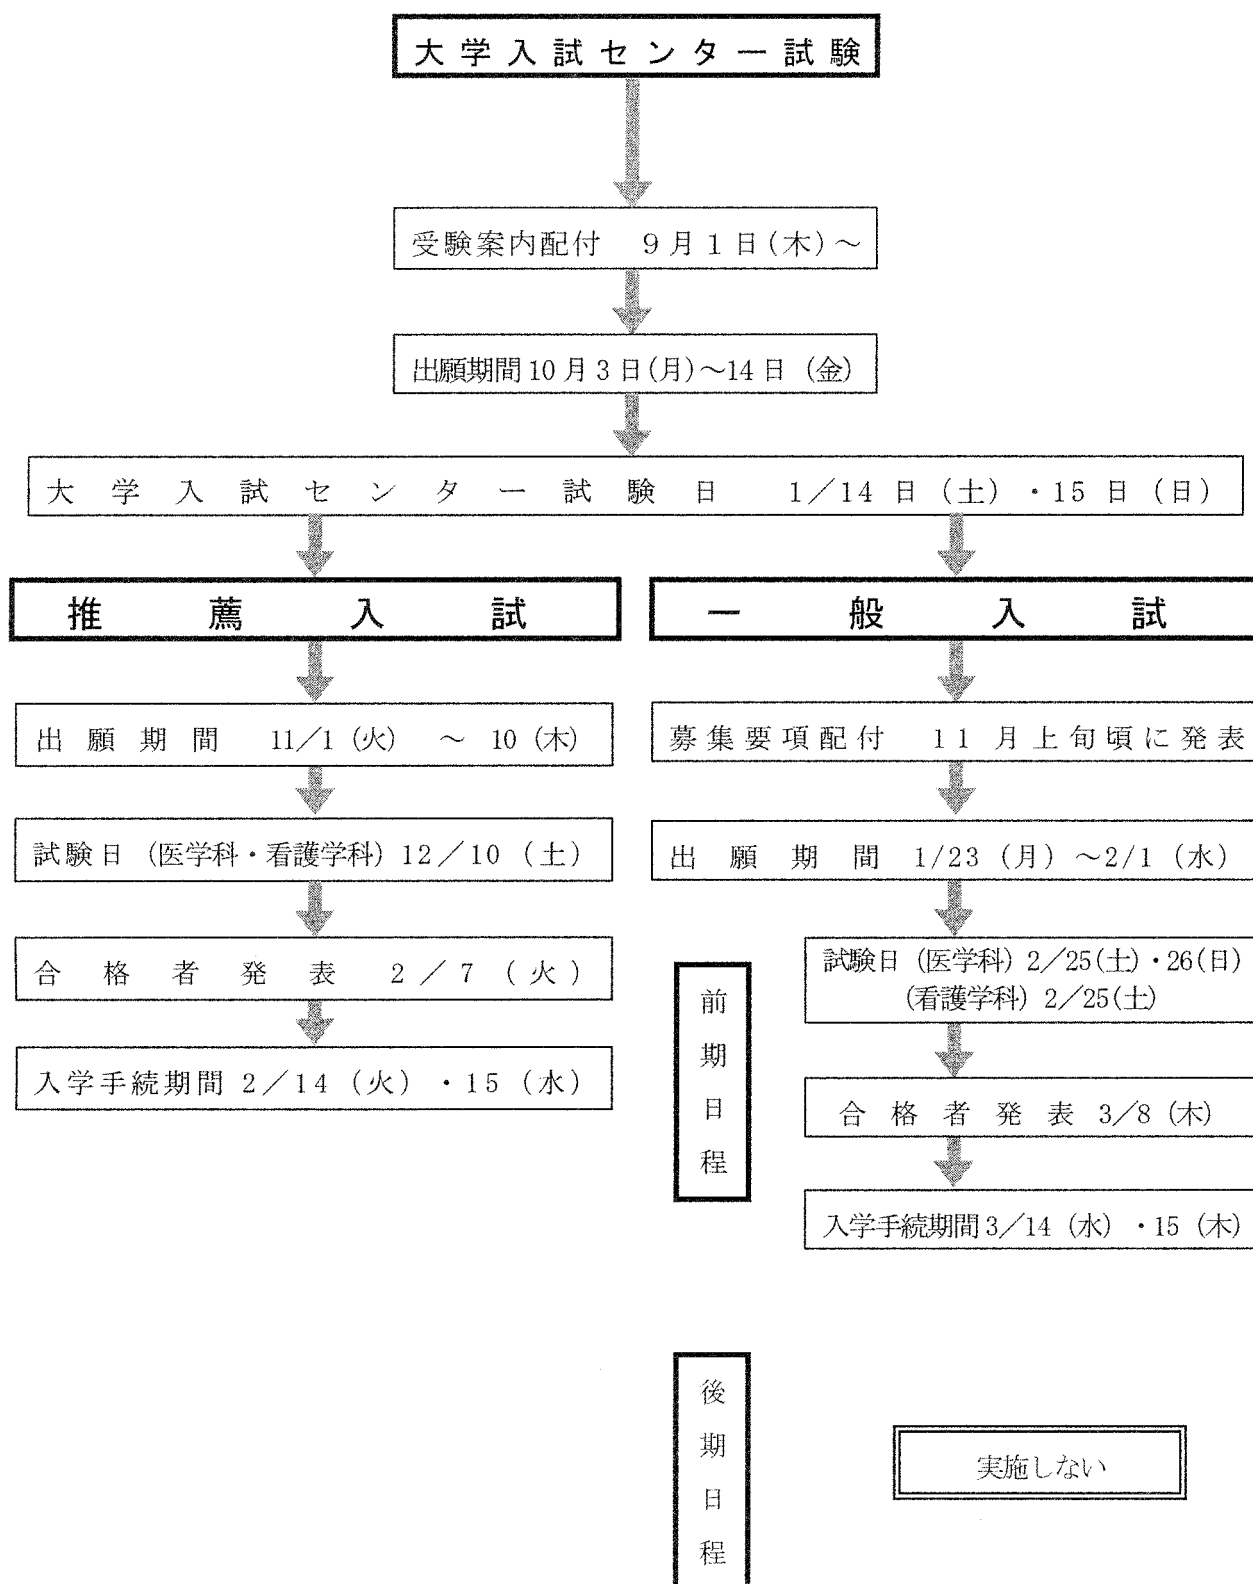 大学入試センター試験
受験案内配付 9月1日(木)～
出願期間10月3日(月)～14日(金)
大学入試センター試験日 1／14日(土)・15日(日)
推薦入試
出願期間 11/1(火) ～ 10(木)
試験日(医学科・看護学科)12／10(土)
合格者発表 2／7(火)
入学手続期間 2／14(火)・15(水)
一般入試
募集要項配付 11月上旬頃に発表
出願期間 1/23(月)～2/1(水)
前期日程
試験日(医学科)2／25(土)・26(日)
(看護学科)2／25(土)
合格者発表 3／8(木)
入学手続期間3／14(水)・15(木)
後期日程
実施しない